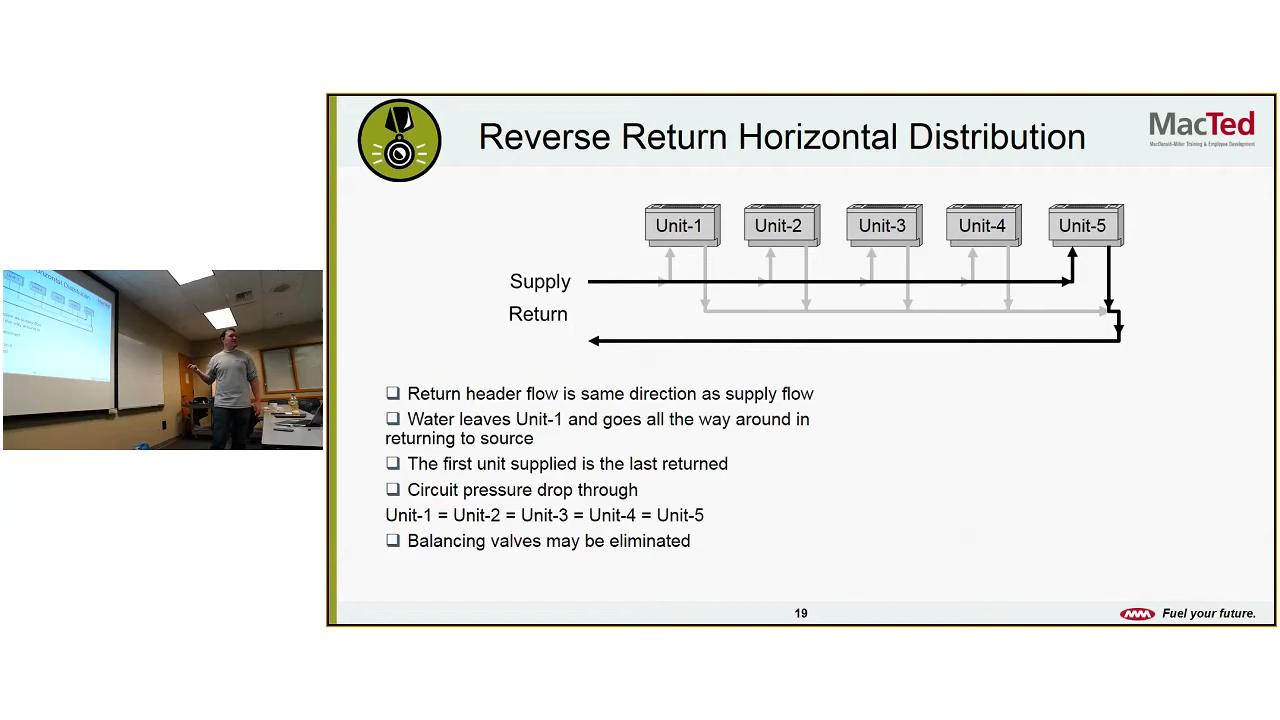 Reverse Return Horizontal Distribution
MacTed
MacDonald-Miller Training & Employee Development
Unit-1
Unit-2
Unit-3
Unit-4
Unit-5
Supply
Return
❑ Return header flow is same direction as supply flow
❑ Water leaves Unit-1 and goes all the way around in
returning to source
❑ The first unit supplied is the last returned
❑ Circuit pressure drop through
Unit-1 = Unit-2 = Unit-3 = Unit-4 = Unit-5
❑ Balancing valves may be eliminated
19
Fuel your future.